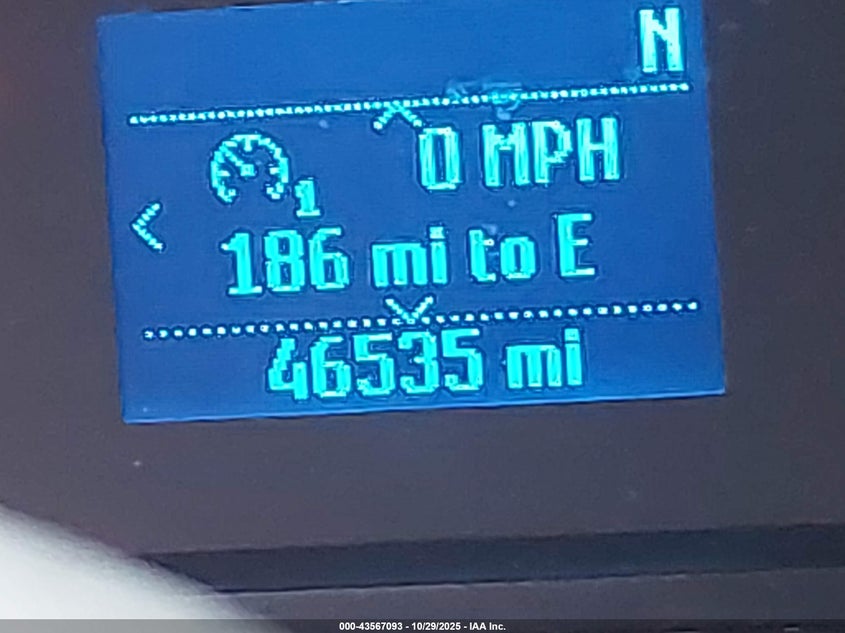 N
0 MPH
1
186 mi to E
46535 mi
000-43567093 - 10/29/2025 - IAA Inc.